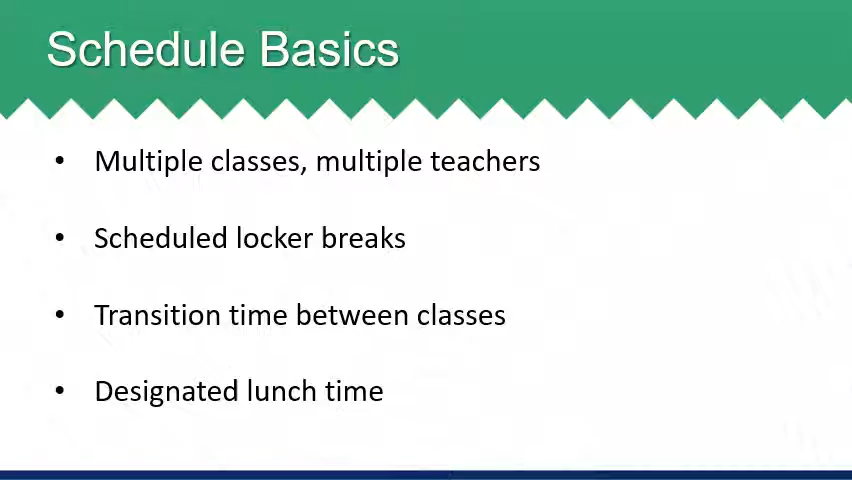 Schedule Basics
• Multiple classes, multiple teachers
• Scheduled locker breaks
• Transition time between classes
• Designated lunch time